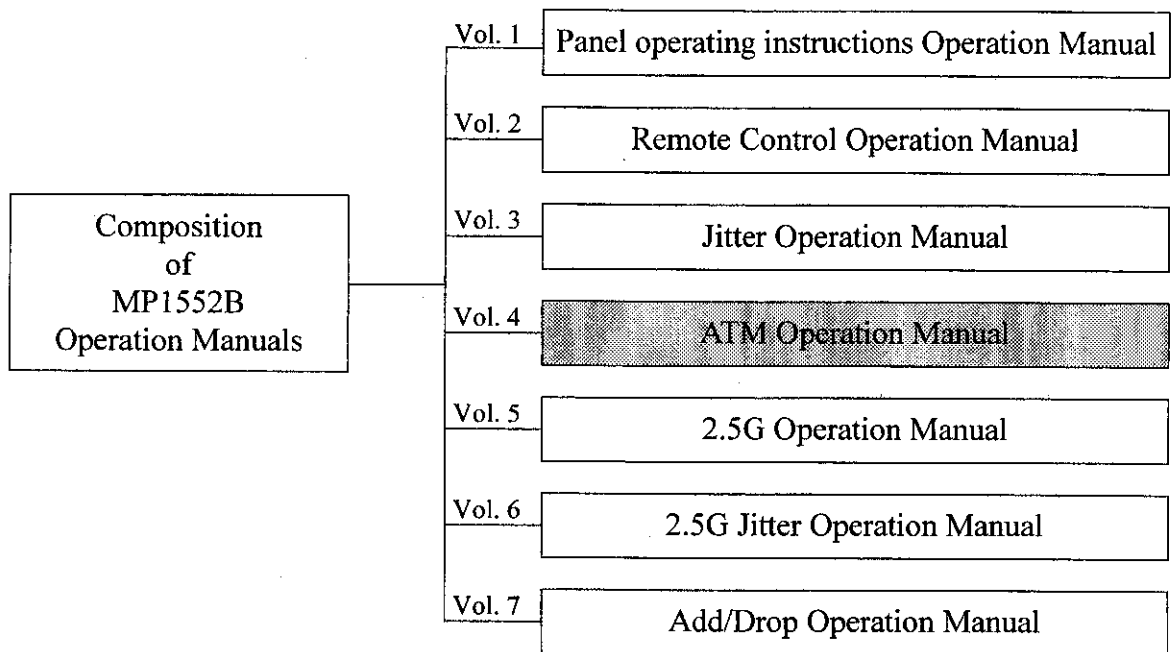 Composition
of
MP1552B
Operation Manuals
Vol. 1
Panel operating instructions Operation Manual
Vol. 2
Remote Control Operation Manual
Vol. 3
Jitter Operation Manual
Vol. 4
ATM Operation Manual
Vol. 5
2.5G Operation Manual
Vol. 6
2.5G Jitter Operation Manual
Vol. 7
Add/Drop Operation Manual